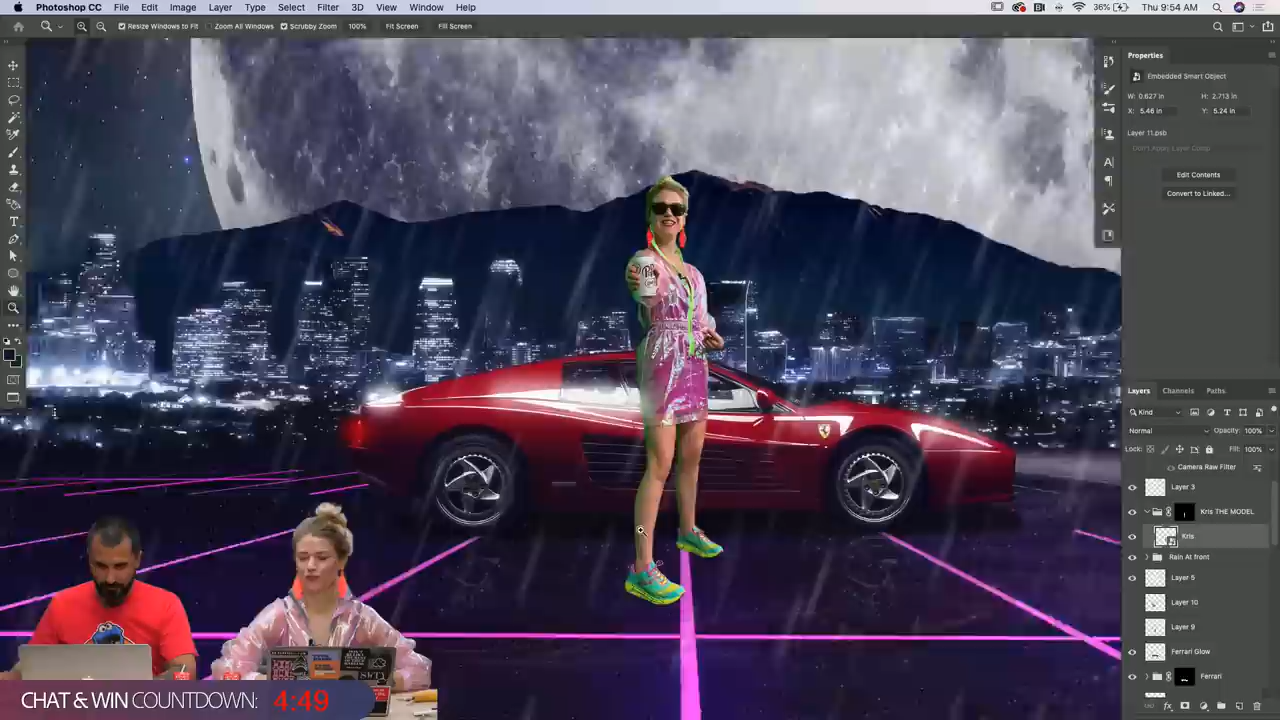 Photoshop CC File Edit Image Layer Type Select Filter 3D View Window Help 36% Thu 9:54 AM
Resize Windows to Fit Zoom All Windows Scrubby Zoom 100% Fit Screen Fill Screen
Properties
Embedded Smart Object
W: 0.627 in H: 2.713 in
X: 5.46 in Y: 5.24 in
Layer 11.psb
Don't Apply Layer Comp
Edit Contents
Convert to Linked...
Layers Channels Paths
Kind
Normal Opacity: 100%
Lock: Fill: 100%
Camera Raw Filter
Layer 3
Kris THE MODEL
Kris
Rain At front
Layer 5
Layer 10
Layer 9
Ferrari Glow
Ferrari
CHAT & WIN COUNTDOWN: 4:49